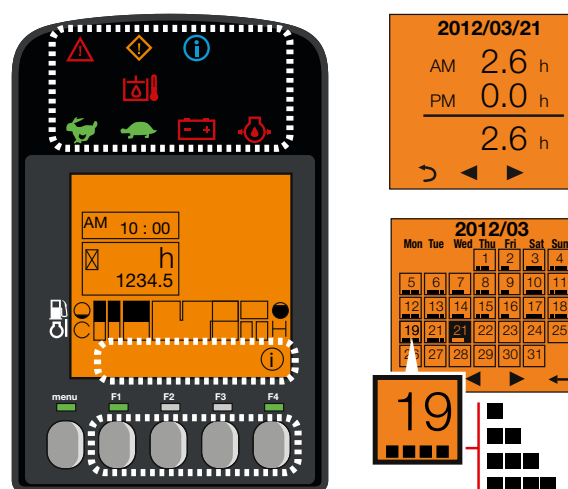 AM 10 : 00
h
1234.5
C H
menu F1 F2 F3 F4
2012/03/21
AM 2.6 h
PM 0.0 h
2.6 h
2012/03
Mon Tue Wed Thu Fri Sat Sun
1 2 3 4
5 6 7 8 9 10 11
12 13 14 15 16 17 18
19 21 21 22 23 24 25
26 27 28 29 30 31
19